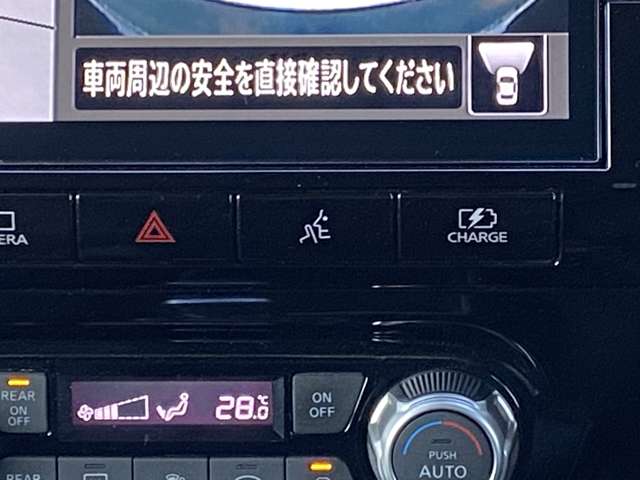 車両周辺の安全を直接確認してください
ERA
CHARGE
REAR
ON
OFF
28.0
℃
ON
OFF
PUSH
AUTO
REAR